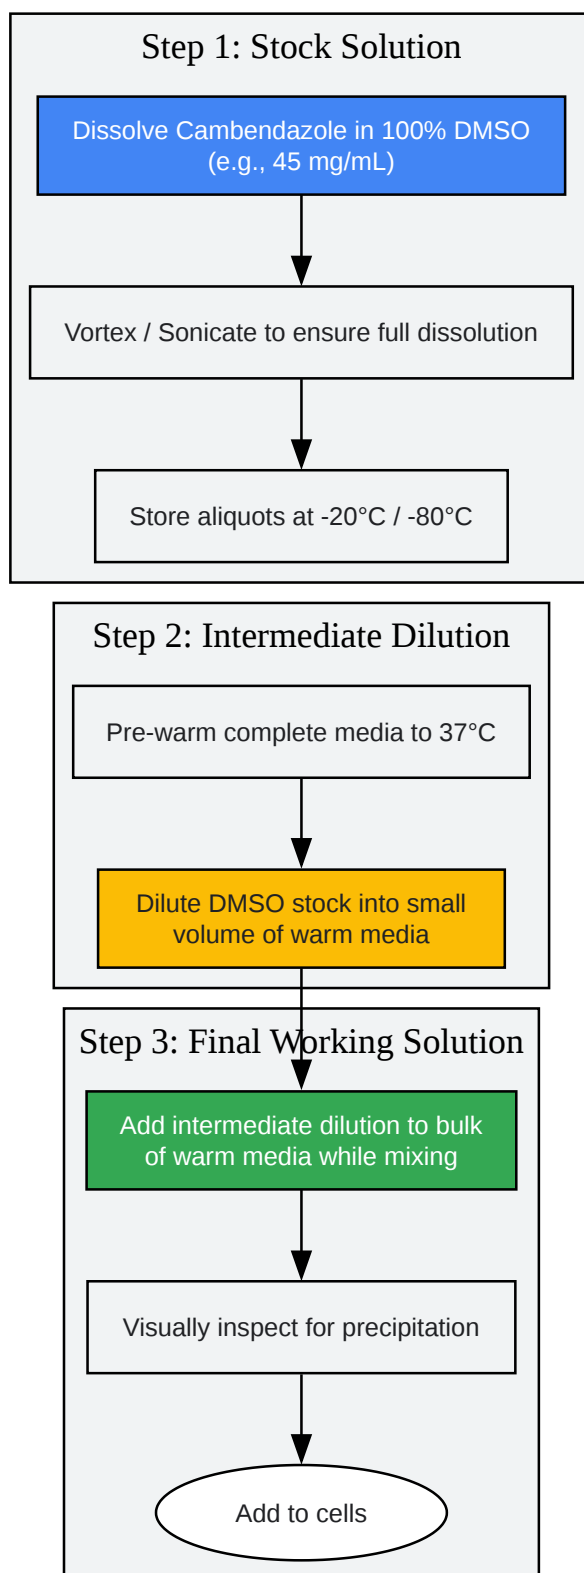 Step 1: Stock Solution
Dissolve Cambendazole in 100% DMSO
(e.g., 45 mg/mL)
Vortex / Sonicate to ensure full dissolution
Store aliquots at -20°C / -80°C
Step 2: Intermediate Dilution
Pre-warm complete media to 37°C
Dilute DMSO stock into small
volume of warm media
Step 3: Final Working Solution
Add intermediate dilution to bulk
of warm media while mixing
Visually inspect for precipitation
Add to cells